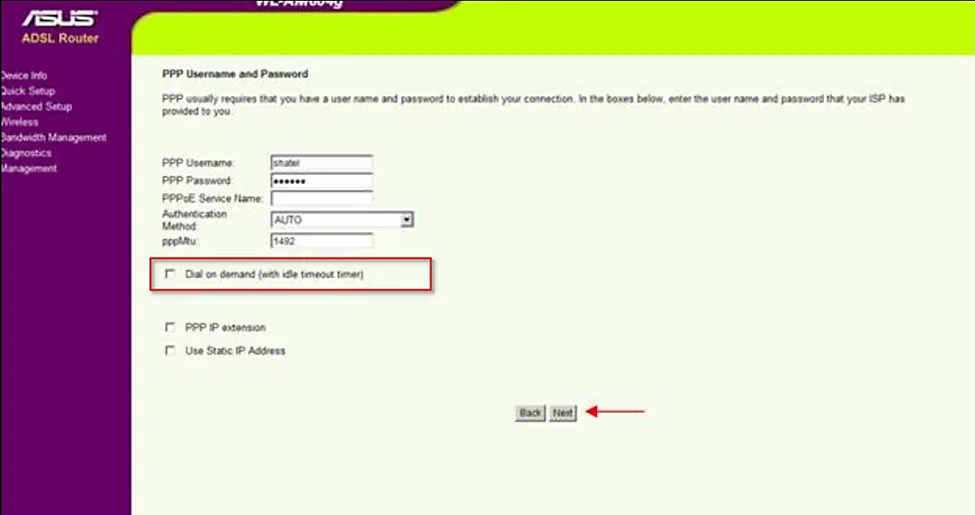 WL-AM604g
ASUS
ADSL Router
Device Info
Quick Setup
Advanced Setup
Wireless
Bandwidth Management
Diagnostics
Management
PPP Username and Password
PPP usually requires that you have a user name and password to establish your connection. In the boxes below, enter the user name and password that your ISP has
provided to you.
PPP Username: shatel
PPP Password: ••••••
PPPoE Service Name:
Authentication
Method: AUTO
pppMtu: 1492
Dial on demand (with idle timeout timer)
PPP IP extension
Use Static IP Address
Back Next